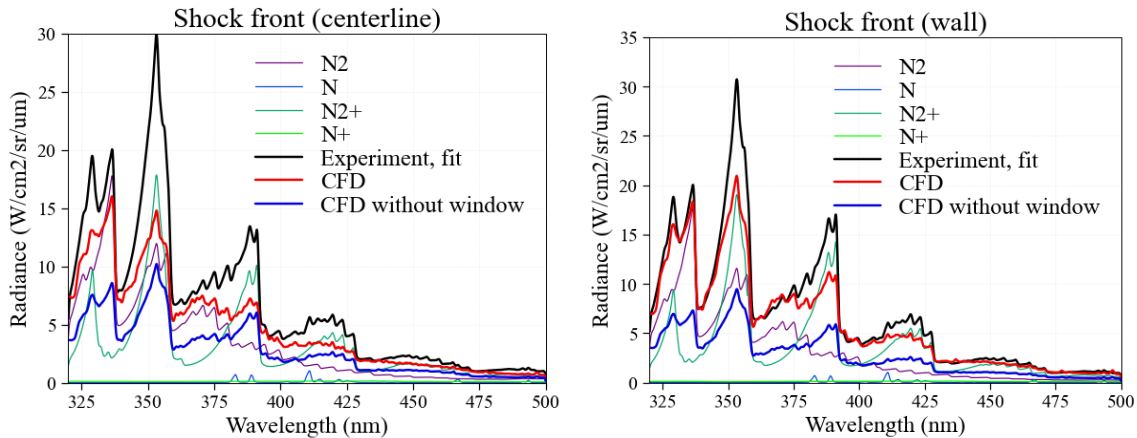 Shock front (centerline)
30
25
20
15
10
5
0
Radiance (W/cm2/sr/um)
N2
N
N2+
N+
Experiment, fit
CFD
CFD without window
325 350 375 400 425 450 475 500
Wavelength (nm)
Shock front (wall)
35
30
25
20
15
10
5
0
Radiance (W/cm2/sr/um)
N2
N
N2+
N+
Experiment, fit
CFD
CFD without window
325 350 375 400 425 450 475 500
Wavelength (nm)